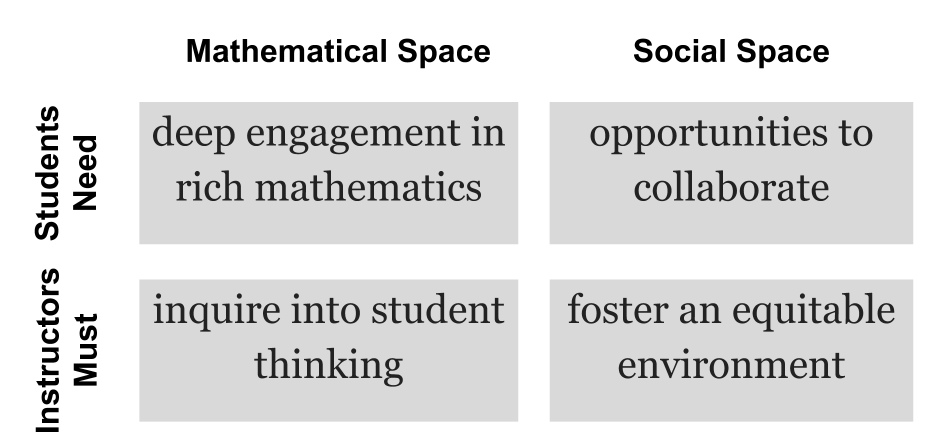 Mathematical Space
Social Space
Students
Need
deep engagement in
rich mathematics
opportunities to
collaborate
Instructors
Must
inquire into student
thinking
foster an equitable
environment